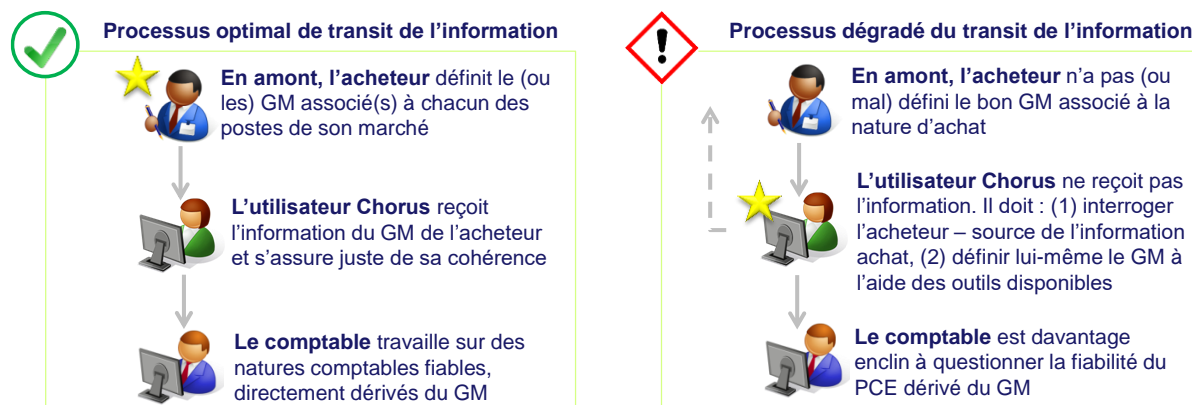 Processus optimal de transit de l’information
En amont, l’acheteur définit le (ou
les) GM associé(s) à chacun des
postes de son marché
L’utilisateur Chorus reçoit
l’information du GM de l’acheteur
et s’assure juste de sa cohérence
Le comptable travaille sur des
natures comptables fiables,
directement dérivés du GM
Processus dégradé du transit de l’information
En amont, l’acheteur n’a pas (ou
mal) défini le bon GM associé à la
nature d’achat
L’utilisateur Chorus ne reçoit pas
l’information. Il doit : (1) interroger
l’acheteur – source de l’information
achat, (2) définir lui-même le GM à
l’aide des outils disponibles
Le comptable est davantage
enclin à questionner la fiabilité du
PCE dérivé du GM